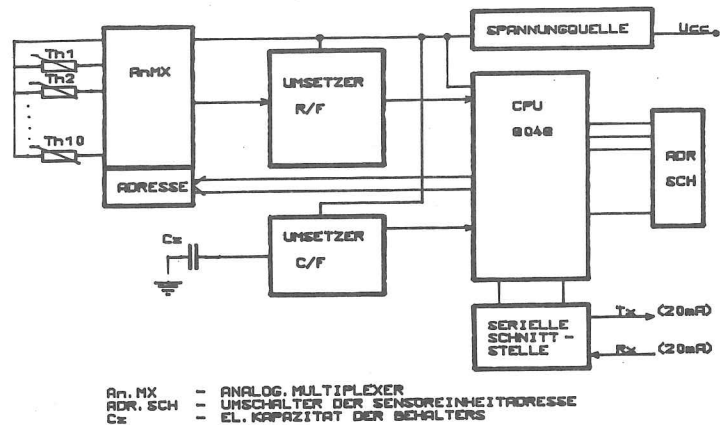 SPANNUNGQUELLE
Ucc
Th1
Th2
Th10
AnMX
UMSETZER
R/F
CPU
8048
ADR
SCH
ADRESSE
Cz
UMSETZER
C/F
SERIELLE
SCHNITT-
STELLE
Tx (20mA)
Rx (20mA)
An.MX - ANALOG.MULTIPLEXER
ADR.SCH - UMSCHALTER DER SENSOREINHEITADRESSE
Cz - EL.KAPAZITAT DER BEHALTERS